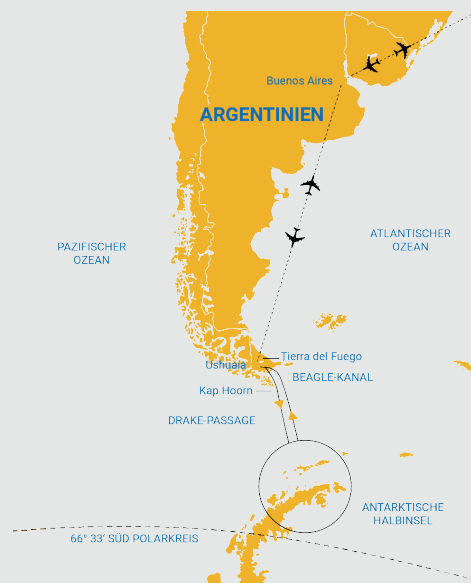 Buenos Aires
ARGENTINIEN
PAZIFISCHER
OZEAN
ATLANTISCHER
OZEAN
Tierra del Fuego
Ushuaia
BEAGLE-KANAL
Kap Hoorn
DRAKE-PASSAGE
ANTARKTISCHE
HALBINSEL
66° 33′ SÜD POLARKREIS